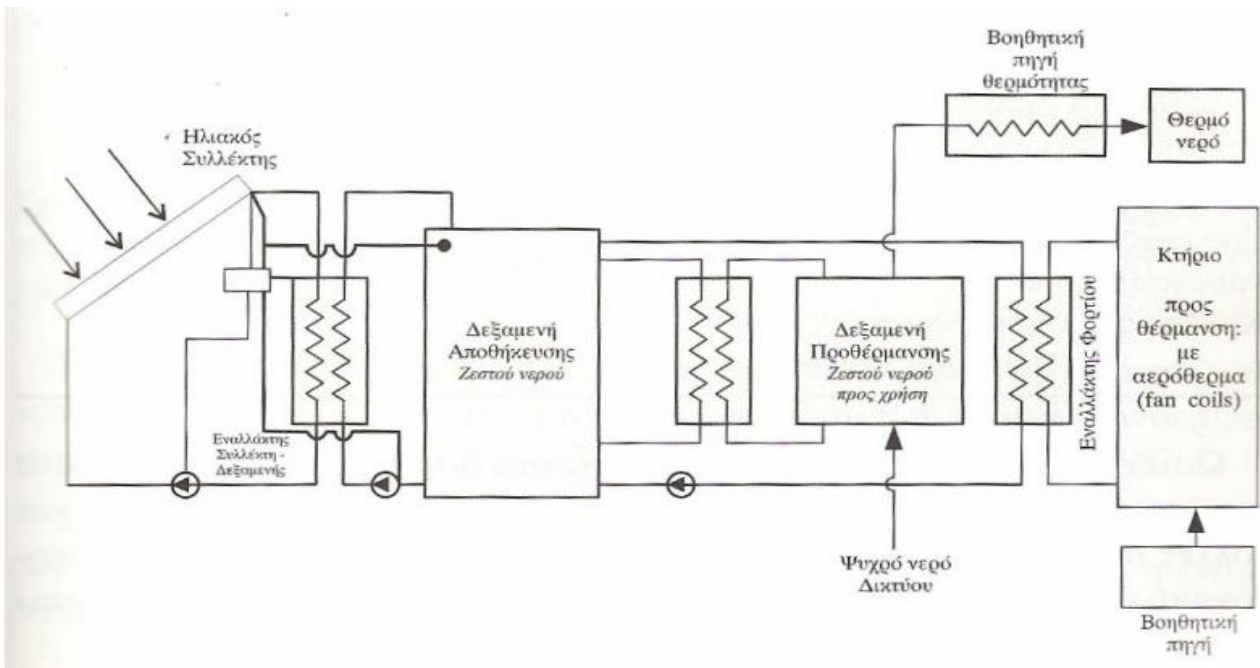 Βοηθητική
πηγή
θερμότητας
Θερμό
νερό
Ηλιακός
Συλλέκτης
Κτήριο
προς
θέρμανση:
με
αερόθερμα
(fan coils)
Εναλλάκτης Φορτίου
Δεξαμενή
Αποθήκευσης
Ζεστού νερού
Δεξαμενή
Προθέρμανσης
Ζεστού νερού
προς χρήση
Εναλλάκτης
Συλλέκτη -
Δεξαμενής
Ψυχρό νερό
Δικτύου
Βοηθητική
πηγή